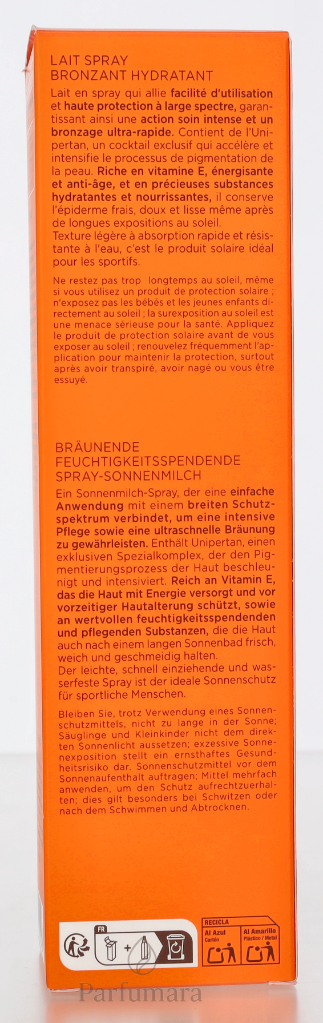 LAIT SPRAY
BRONZANT HYDRATANT
Lait en spray qui allie facilité d'utilisation
et haute protection à large spectre, garan-
tissant ainsi une action soin intense et un
bronzage ultra-rapide. Contient de l'Uni-
pertan, un cocktail exclusif qui accélère et
intensifie le processus de pigmentation de
la peau. Riche en vitamine E, énergisante
et anti-âge, et en précieuses substances
hydratantes et nourrissantes, il conserve
l'épiderme frais, doux et lisse même après
de longues expositions au soleil.
Texture légère à absorption rapide et résis-
tante à l'eau, c'est le produit solaire idéal
pour les sportifs.
Ne restez pas trop longtemps au soleil, même
si vous utilisez un produit de protection solaire ;
n'exposez pas les bébés et les jeunes enfants di-
rectement au soleil ; la surexposition au soleil est
une menace sérieuse pour la santé. Appliquez
le produit de protection solaire avant de vous
exposer au soleil ; renouvelez fréquemment l'ap-
plication pour maintenir la protection, surtout
après avoir transpiré, avoir nagé ou vous être
essuyé.
BRÄUNENDE
FEUCHTIGKEITSSPENDENDE
SPRAY-SONNENMILCH
Ein Sonnenmilch-Spray, der eine einfache
Anwendung mit einem breiten Schutz-
spektrum verbindet, um eine intensive
Pflege sowie eine ultraschnelle Bräunung
zu gewährleisten. Enthält Unipertan, einen
exklusiven Spezialkomplex, der den Pig-
mentierungsprozess der Haut beschleu-
nigt und intensiviert. Reich an Vitamin E,
das die Haut mit Energie versorgt und vor
vorzeitiger Hautalterung schützt, sowie
an wertvollen feuchtigkeitsspendenden
und pflegenden Substanzen, die die Haut
auch nach einem langen Sonnenbad frisch,
weich und geschmeidig halten.
Der leichte, schnell einziehende und was-
serfeste Spray ist der ideale Sonnenschutz
für sportliche Menschen.
Bleiben Sie, trotz Verwendung eines Sonnen-
schutzmittels, nicht zu lange in der Sonne;
Säuglinge und Kleinkinder nicht dem direk-
ten Sonnenlicht aussetzen; exzessive Sonne-
nexposition stellt ein ernsthaftes Gesund-
heitsrisiko dar. Sonnenschutzmittel vor dem
Sonnenaufenthalt auftragen; Mittel mehrfach
anwenden, um den Schutz aufrechtzuerhal-
ten; dies gilt besonders bei Schwitzen oder
nach dem Schwimmen und Abtrocknen.
FR
RECICLA
Al Azul
Cartón
Al Amarillo
Plástico / Metal
Parfumara